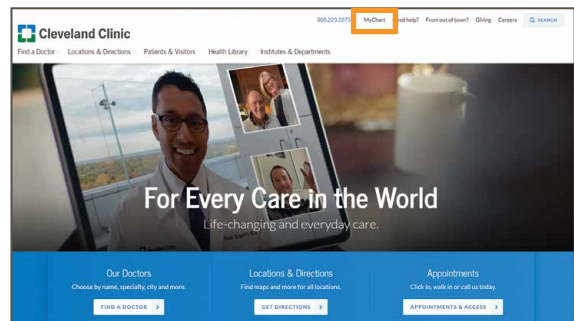 800.223.2273 MyChart Need help? From out of town? Giving Careers SEARCH
Cleveland Clinic
Find a Doctor Locations & Directions Patients & Visitors Health Library Institutes & Departments
For Every Care in the World
Life-changing and everyday care.
Our Doctors
Choose by name, specialty, city and more.
FIND A DOCTOR
Locations & Directions
Find maps and more for all locations.
GET DIRECTIONS
Appointments
Click in, walk in or call us today.
APPOINTMENTS & ACCESS